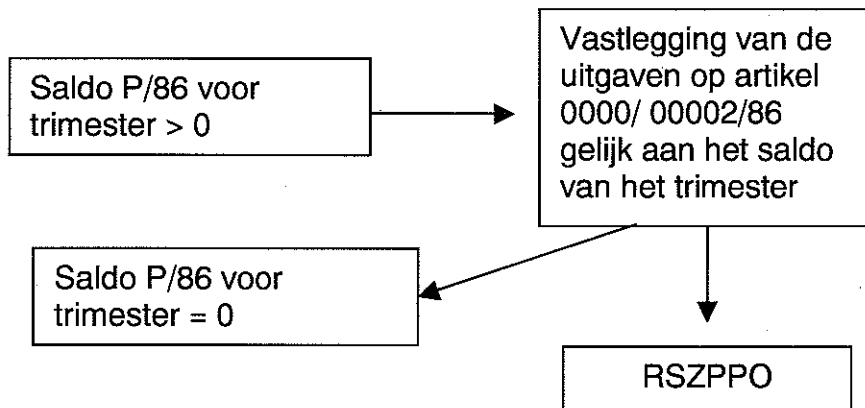 Saldo P/86 voor
trimester > 0
Vastlegging van de
uitgaven op artikel
0000/ 00002/86
gelijk aan het saldo
van het trimester
Saldo P/86 voor
trimester = 0
RSZPPO